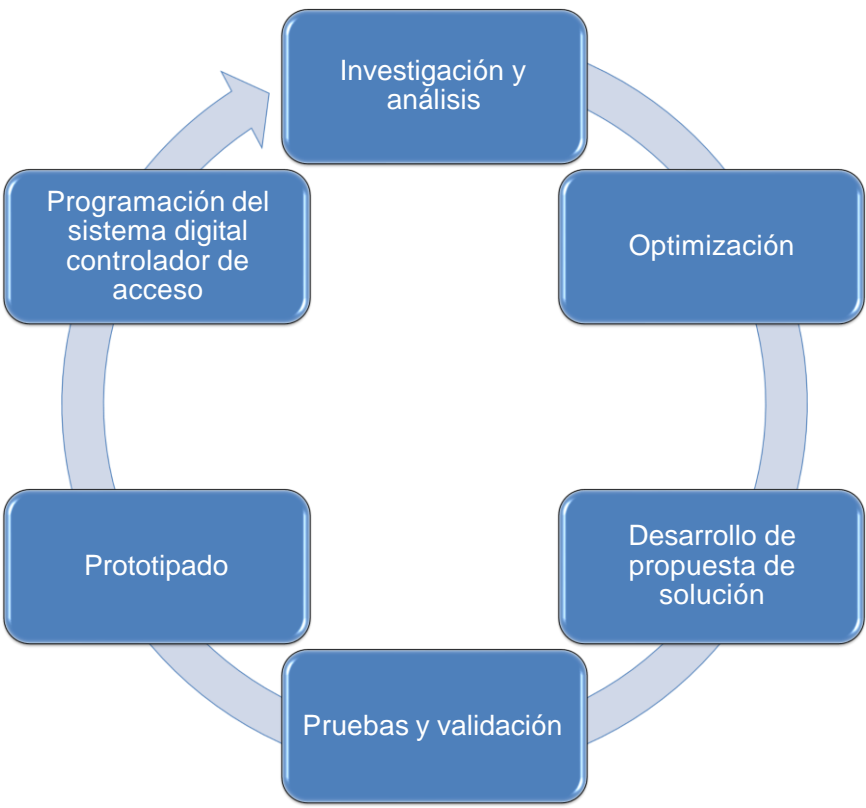 Investigación y
análisis
Optimización
Desarrollo de
propuesta de
solución
Pruebas y validación
Prototipado
Programación del
sistema digital
controlador de
acceso